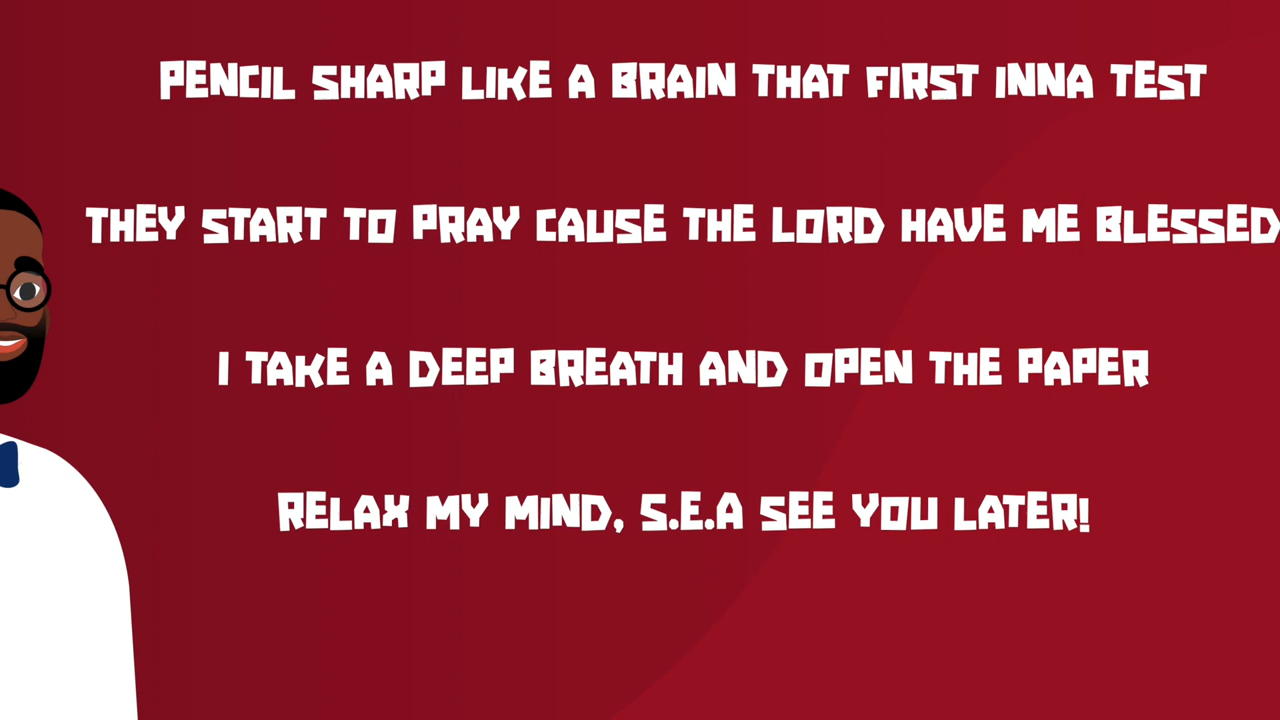 PENCIL SHARP LIKE A BRAIN THAT FIRST INNA TEST
THEY START TO PRAY CAUSE THE LORD HAVE ME BLESSED
I TAKE A DEEP BREATH AND OPEN THE PAPER
RELAX MY MIND, S.E.A SEE YOU LATER!